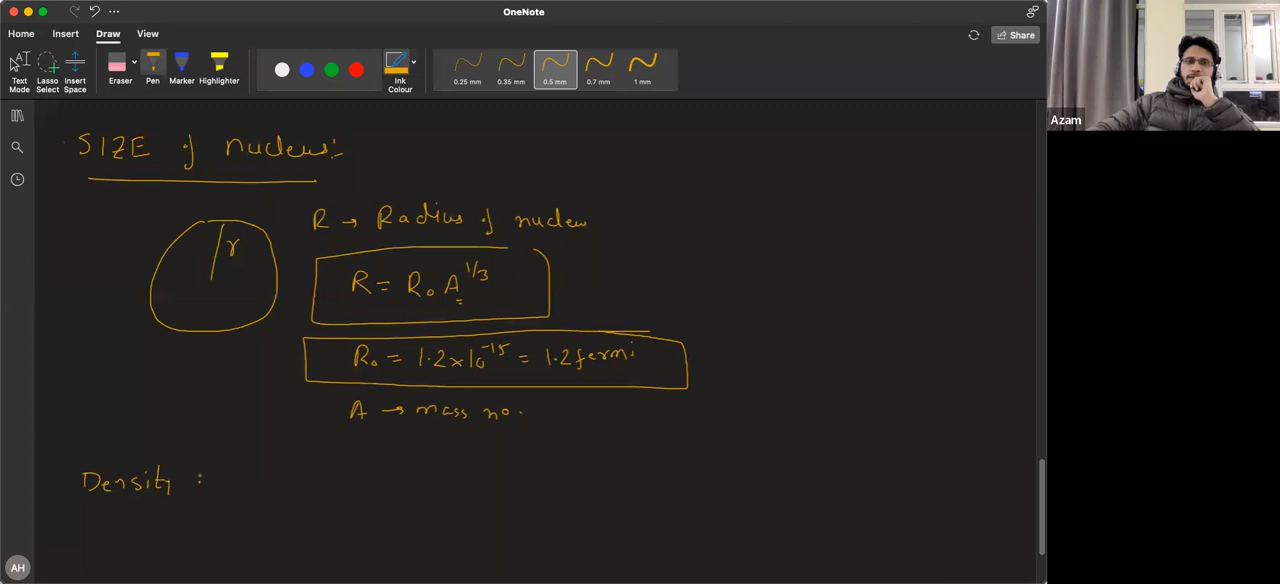 OneNote
Home Insert Draw View
Share
Text Mode
Lasso Select
Insert Space
Eraser
Pen
Marker
Highlighter
Ink Colour
0.25 mm
0.35 mm
0.5 mm
0.7 mm
1 mm
Azam
SIZE of nucleus:
r
R → Radius of nucleu
R = R₀ A^1/3
R₀ = 1.2 × 10^-15 = 1.2 fermi
A → mass no.
Density :
AH